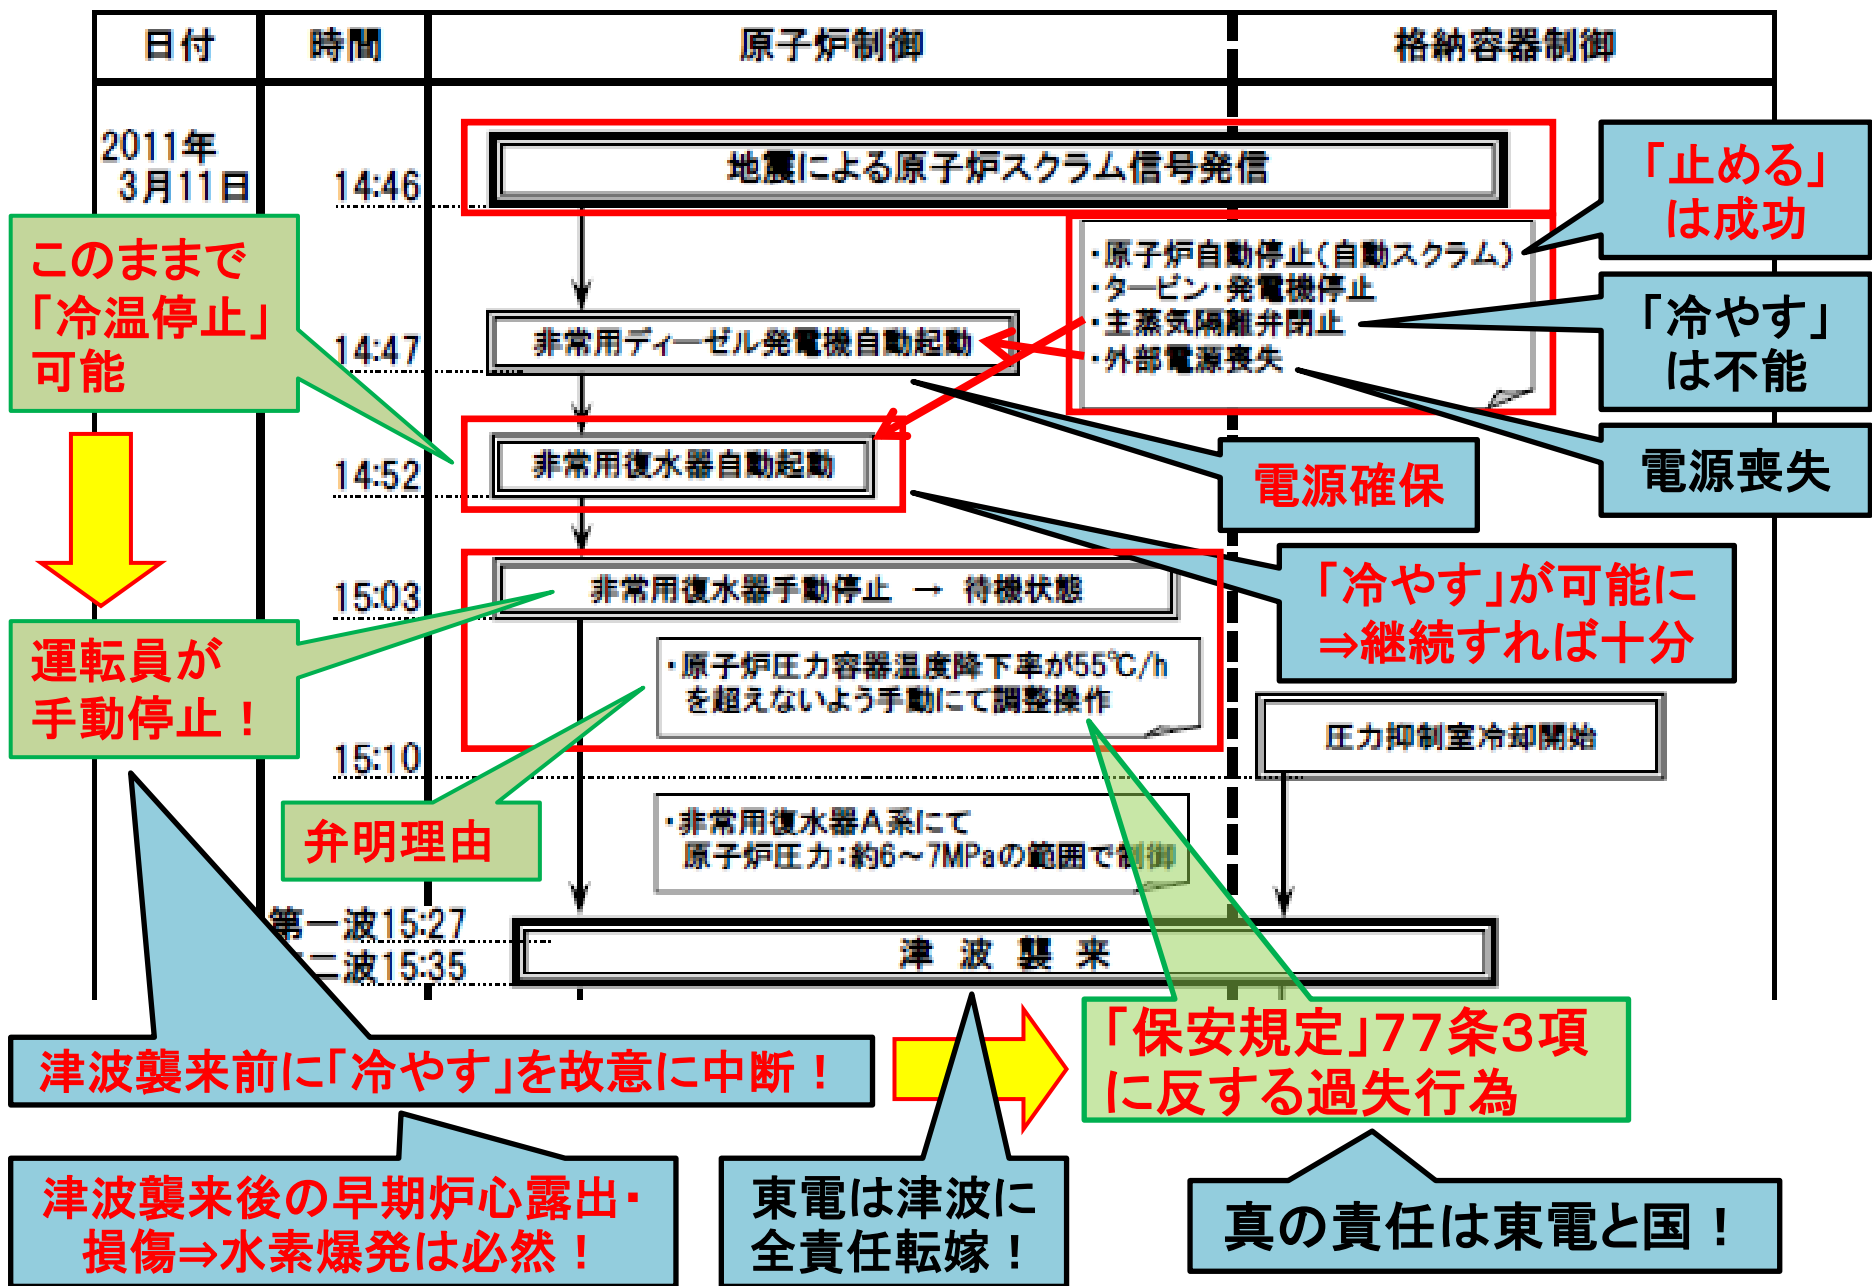 日付
時間
原子炉制御
格納容器制御
2011年
3月11日
14:46
地震による原子炉スクラム信号発信
「止める」
は成功
このままで
「冷温停止」
可能
・原子炉自動停止(自動スクラム)
・タービン・発電機停止
・主蒸気隔離弁閉止
・外部電源喪失
「冷やす」
は不能
14:47
非常用ディーゼル発電機自動起動
14:52
非常用復水器自動起動
電源確保
電源喪失
15:03
非常用復水器手動停止 → 待機状態
「冷やす」が可能に
⇒継続すれば十分
運転員が
手動停止！
・原子炉圧力容器温度降下率が55℃/h
を超えないよう手動にて調整操作
15:10
圧力抑制室冷却開始
弁明理由
・非常用復水器A系にて
原子炉圧力:約6～7MPaの範囲で制御
第一波15:27
二波15:35
津波襲来
津波襲来前に「冷やす」を故意に中断！
「保安規定」77条3項
に反する過失行為
津波襲来後の早期炉心露出・
損傷⇒水素爆発は必然！
東電は津波に
全責任転嫁！
真の責任は東電と国！